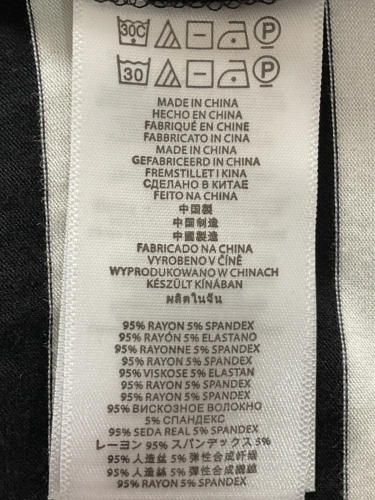 30C P
30 P
MADE IN CHINA
HECHO EN CHINA
FABRIQUÉ EN CHINE
FABBRICATO IN CINA
MADE IN CHINA
GEFABRICEERD IN CHINA
FREMSTILLET I KINA
СДЕЛАНО В КИТАЕ
FEITO NA CHINA
中国製
中国制造
中國製造
FABRICADO NA CHINA
VYROBENO V ČÍNĚ
WYPRODUKOWANO W CHINACH
KÉSZÜLT KÍNÁBAN
ผลิตในจีน
95% RAYON 5% SPANDEX
95% RAYÓN 5% ELASTANO
95% RAYONNE 5% SPANDEX
95% VISKOSE 5% ELASTAN
95% RAYON 5% SPANDEX
95% RAYON 5% SPANDEX
95% ВИСКОЗНОЕ ВОЛОКНО
5% СПАНДЕКС
95% SEDA REAL 5% SPANDEX
レーヨン 95% スパンデックス 5%
95% 人造丝 5% 弹性合成纤维
95% 人造絲 5% 彈性合成纖維
95% RAYON 5% SPANDEX